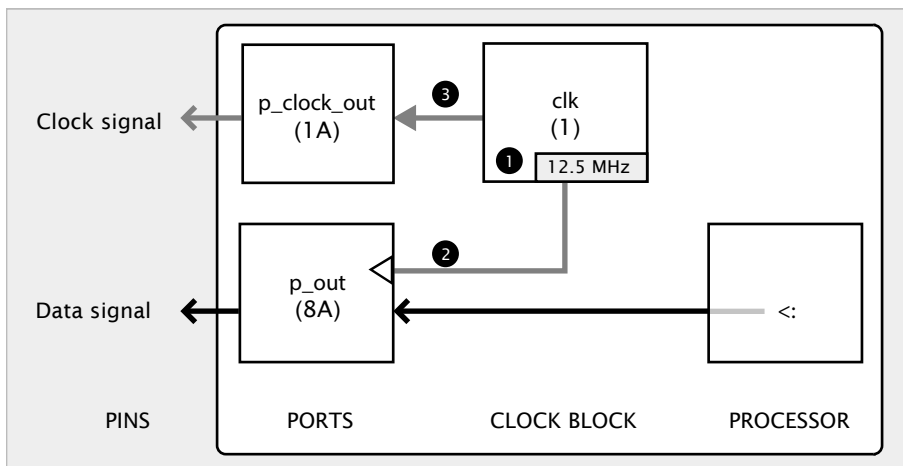 Clock signal
p_clock_out
(1A)
3
clk
(1)
1
12.5 MHz
2
Data signal
p_out
(8A)
<:
PINS
PORTS
CLOCK BLOCK
PROCESSOR